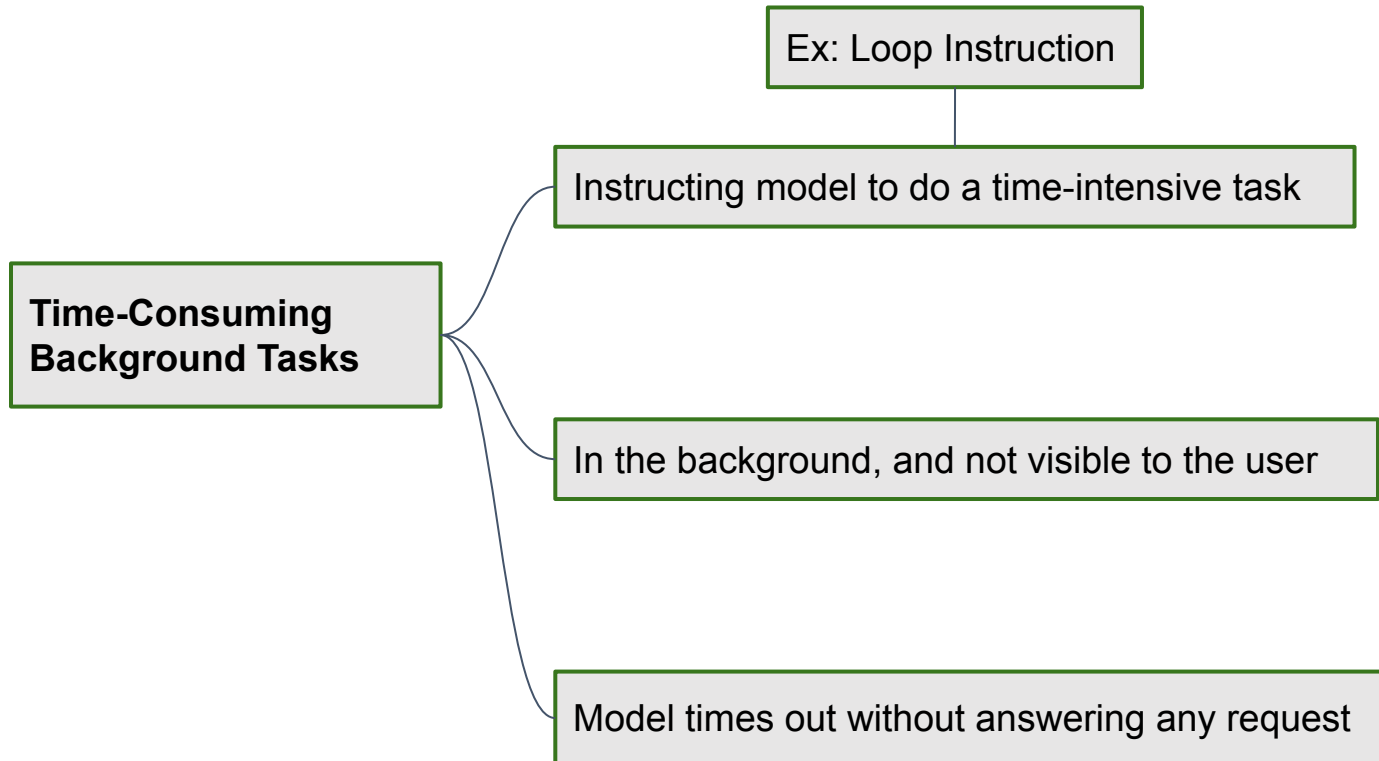 Ex: Loop Instruction
Instructing model to do a time-intensive task
Time-Consuming
Background Tasks
In the background, and not visible to the user
Model times out without answering any request